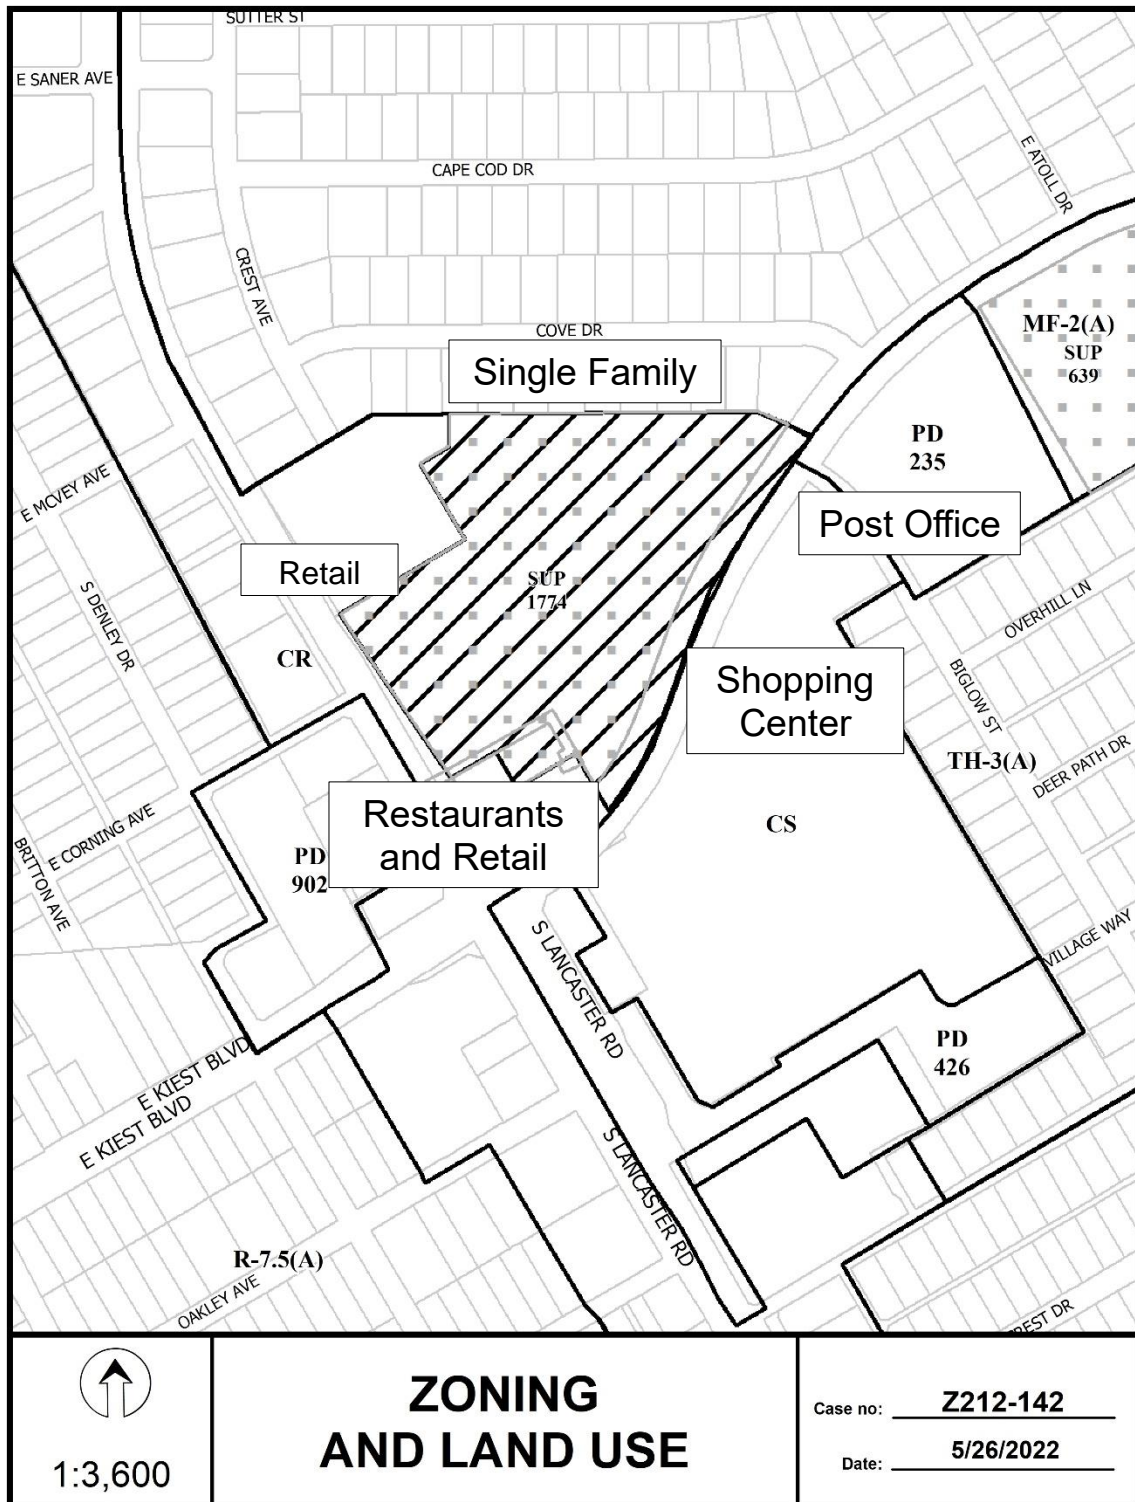 SUTTER ST
E SANER AVE
CAPE COD DR
E ATOLL DR
CREST AVE
COVE DR
MF-2(A)
SUP
639
Single Family
PD
235
E MCVEY AVE
Post Office
Retail
SUP
1774
S DENLEY DR
OVERHILL LN
CR
BIGLOW ST
Shopping
Center
TH-3(A)
DEER PATH DR
Restaurants
and Retail
CS
E CORNING AVE
PD
902
BRITTON AVE
S LANCASTER RD
VILLAGE WAY
PD
426
E KIEST BLVD
E KIEST BLVD
S LANCASTER RD
R-7.5(A)
OAKLEY AVE
REST DR
1:3,600
ZONING
AND LAND USE
Case no: Z212-142
Date: 5/26/2022